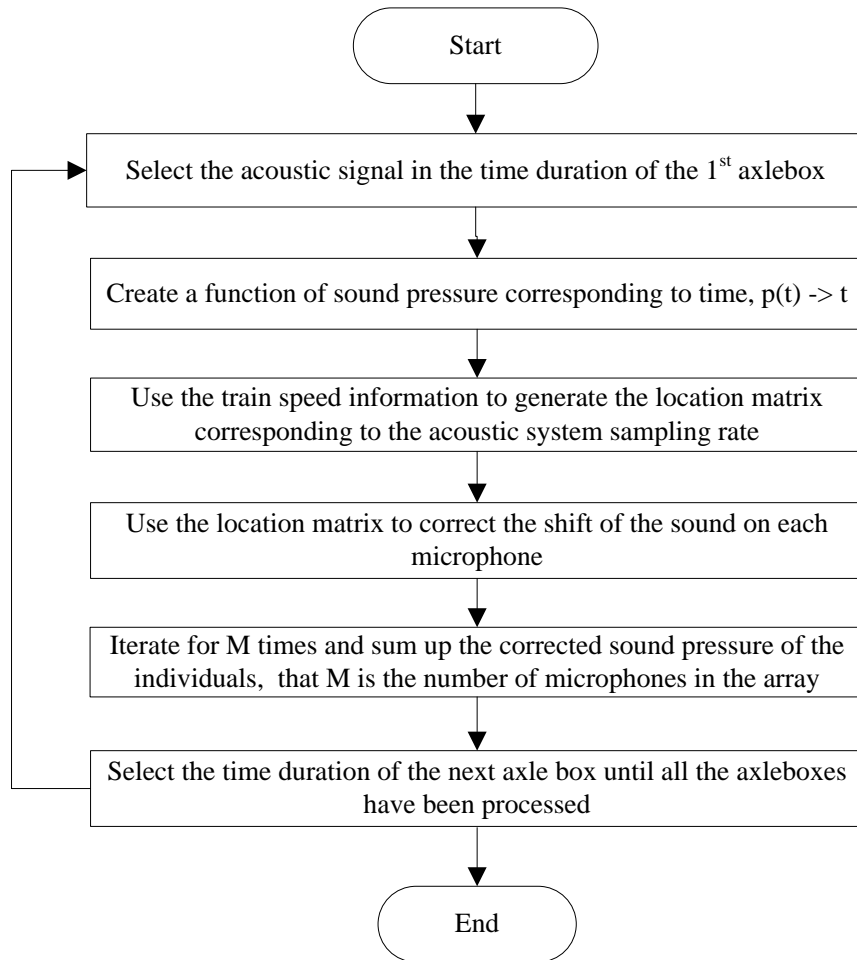 Start
Select the acoustic signal in the time duration of the 1st axlebox
Create a function of sound pressure corresponding to time, p(t) -> t
Use the train speed information to generate the location matrix
corresponding to the acoustic system sampling rate
Use the location matrix to correct the shift of the sound on each
microphone
Iterate for M times and sum up the corrected sound pressure of the
individuals,  that M is the number of microphones in the array
Select the time duration of the next axle box until all the axleboxes
have been processed
End